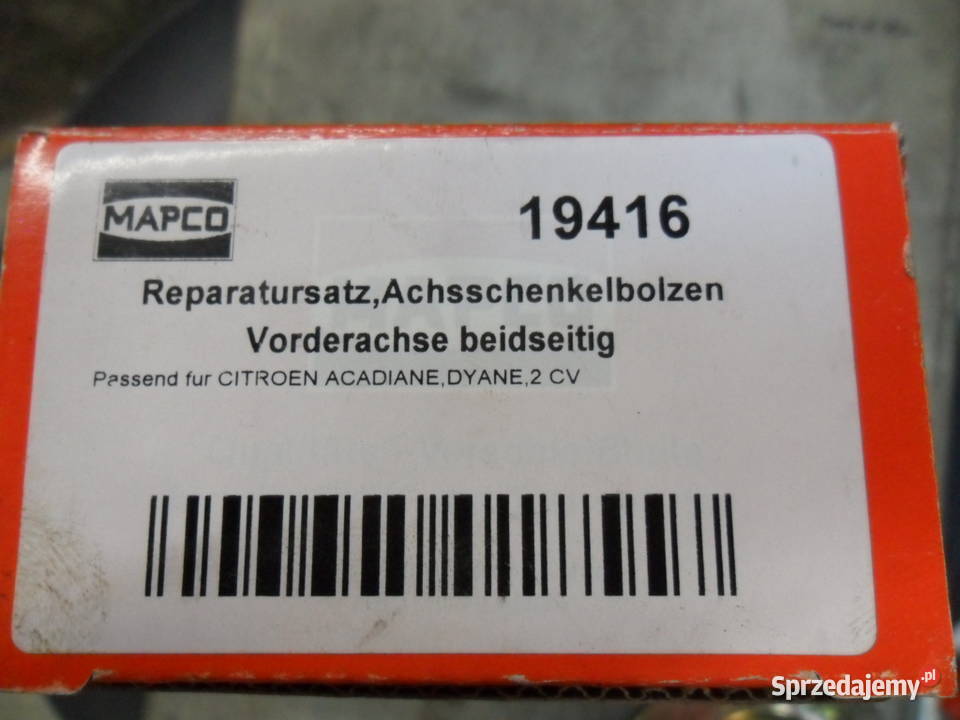 MAPCO
19416
Reparatursatz,Achsschenkelbolzen
Vorderachse beidseitig
Passend fur CITROEN ACADIANE,DYANE,2 CV
Sprzedajemy.pl